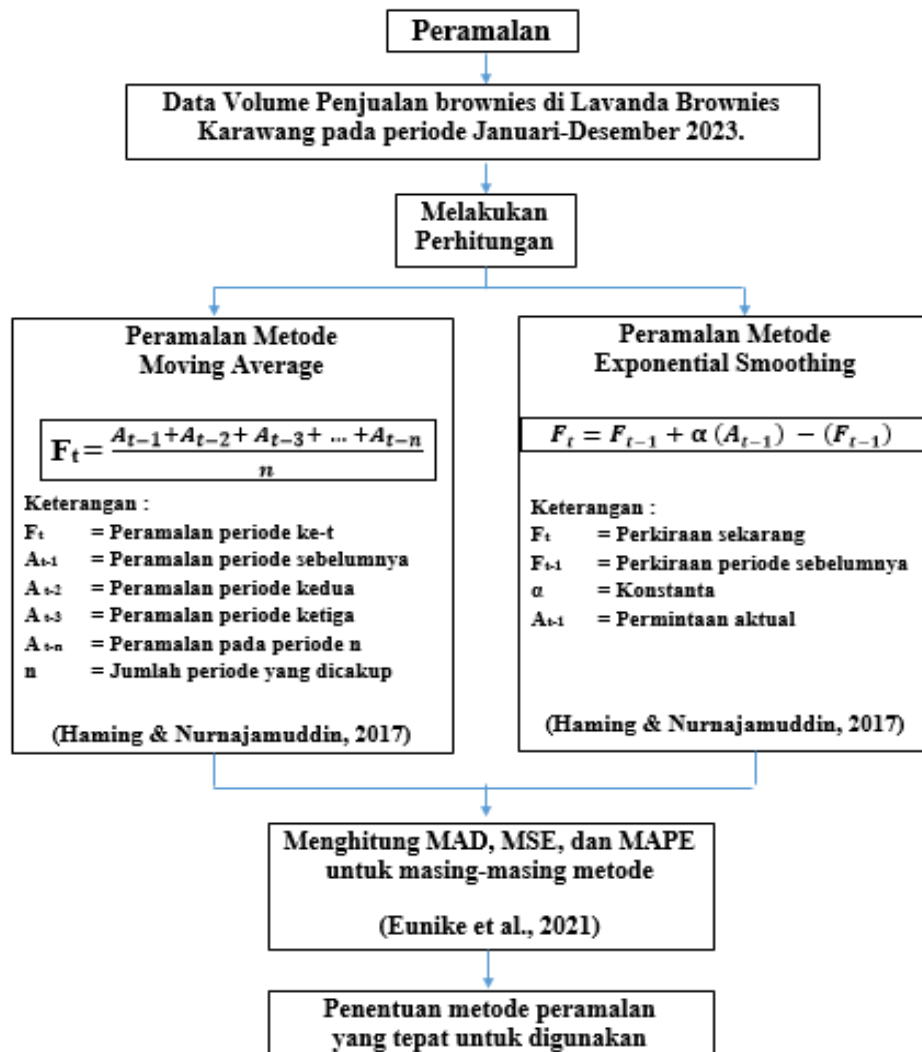 Peramalan
Data Volume Penjualan brownies di Lavanda Brownies
Karawang pada periode Januari-Desember 2023.
Melakukan
Perhitungan
Peramalan Metode
Moving Average
Fₜ = (Aₜ₋₁+Aₜ₋₂+ Aₜ₋₃+ ... +Aₜ₋ₙ) / n
Keterangan :
Fₜ = Peramalan periode ke-t
Aₜ₋₁ = Peramalan periode sebelumnya
A ₜ₋₂ = Peramalan periode kedua
A ₜ₋₃ = Peramalan periode ketiga
A ₜ₋ₙ = Peramalan pada periode n
n = Jumlah periode yang dicakup
(Haming & Nurnajamuddin, 2017)
Peramalan Metode
Exponential Smoothing
Fₜ = Fₜ₋₁ + α (Aₜ₋₁) − (Fₜ₋₁)
Keterangan :
Fₜ = Perkiraan sekarang
Fₜ₋₁ = Perkiraan periode sebelumnya
α = Konstanta
Aₜ₋₁ = Permintaan aktual
(Haming & Nurnajamuddin, 2017)
Menghitung MAD, MSE, dan MAPE
untuk masing-masing metode
(Eunike et al., 2021)
Penentuan metode peramalan
yang tepat untuk digunakan